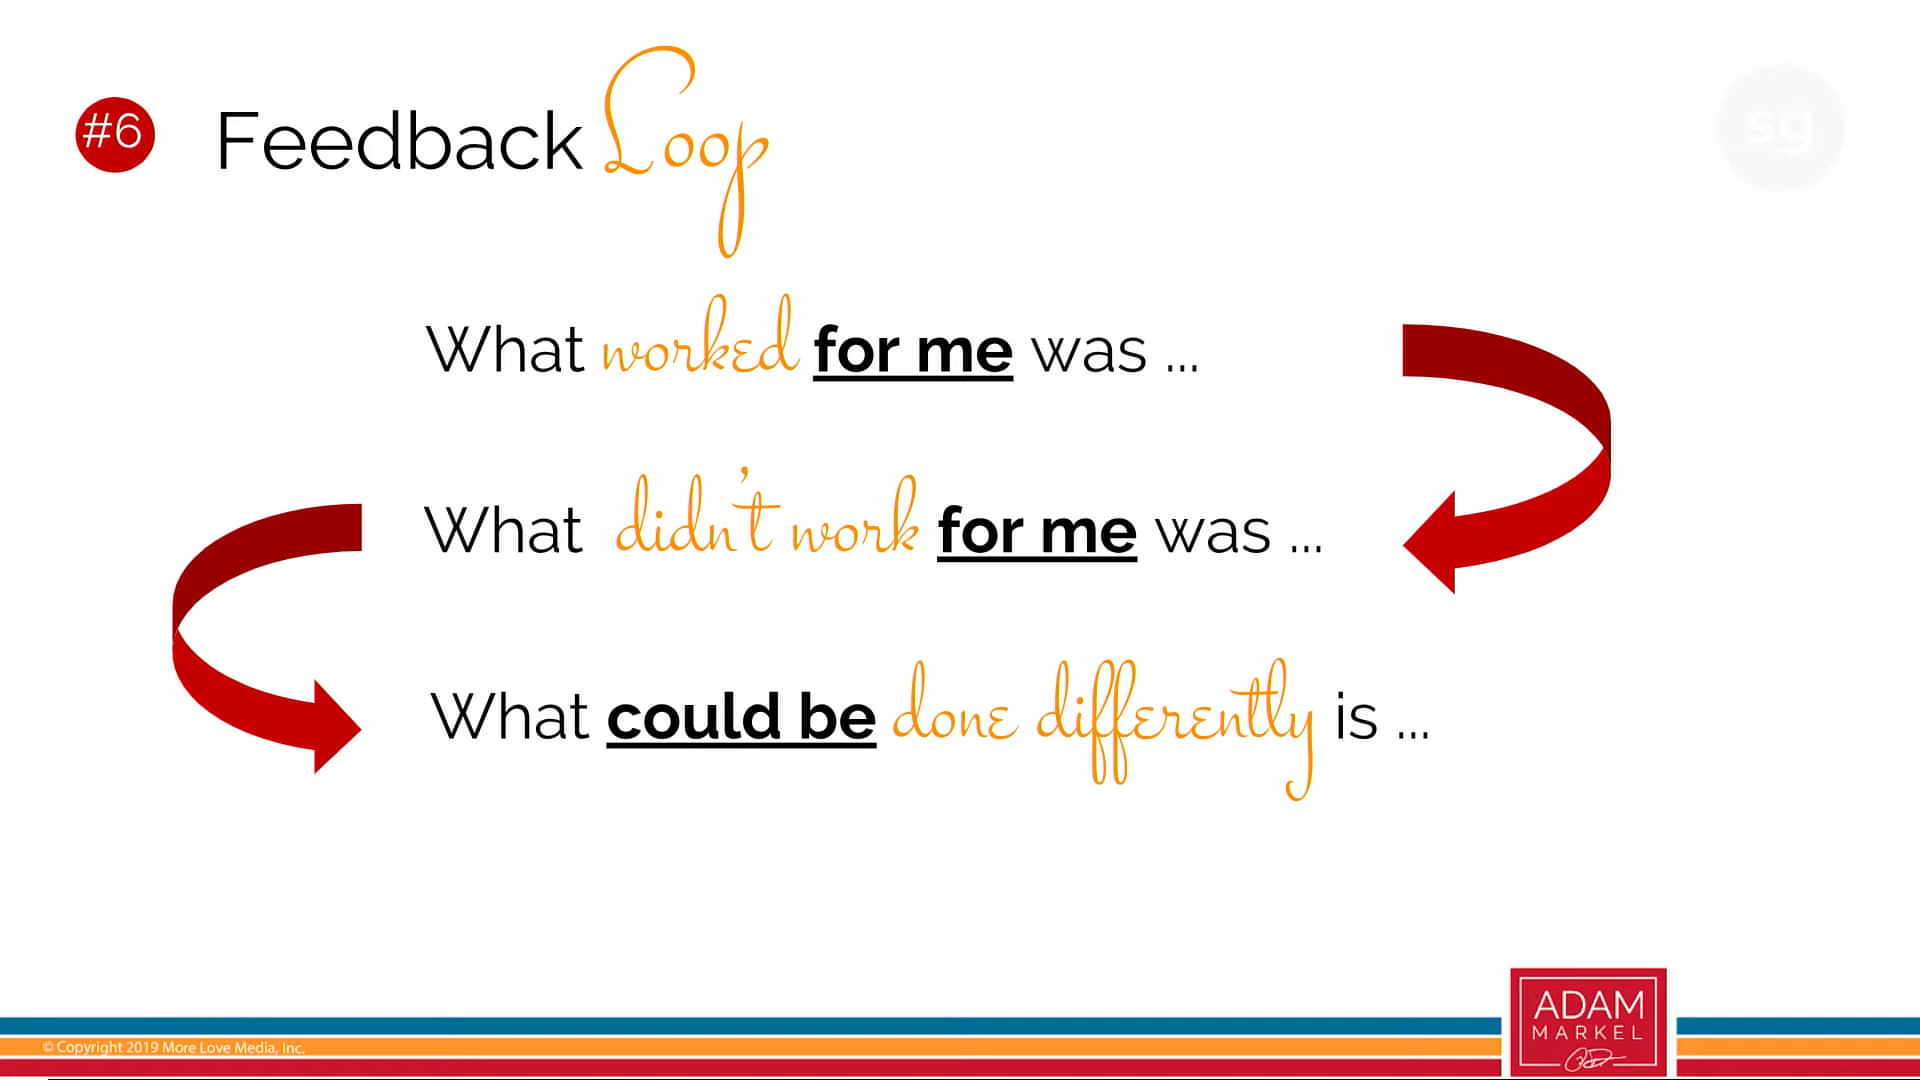 #6
Feedback Loop
sg
What worked for me was ...
What didn't work for me was ...
What could be done differently is ...
© Copyright 2019 More Love Media, Inc.
ADAM
MARKEL